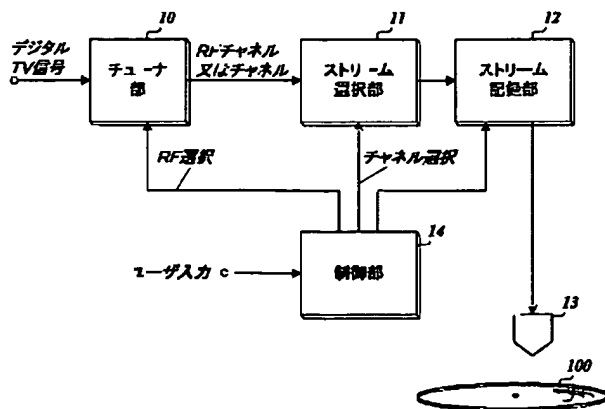 10
11
12
デジタル
TV信号
チューナ
部
RFチャネル
又はチャネル
ストリーム
選択部
ストリーム
記録部
RF選択
チャネル選択
14
ユーザ入力
制御部
13
100